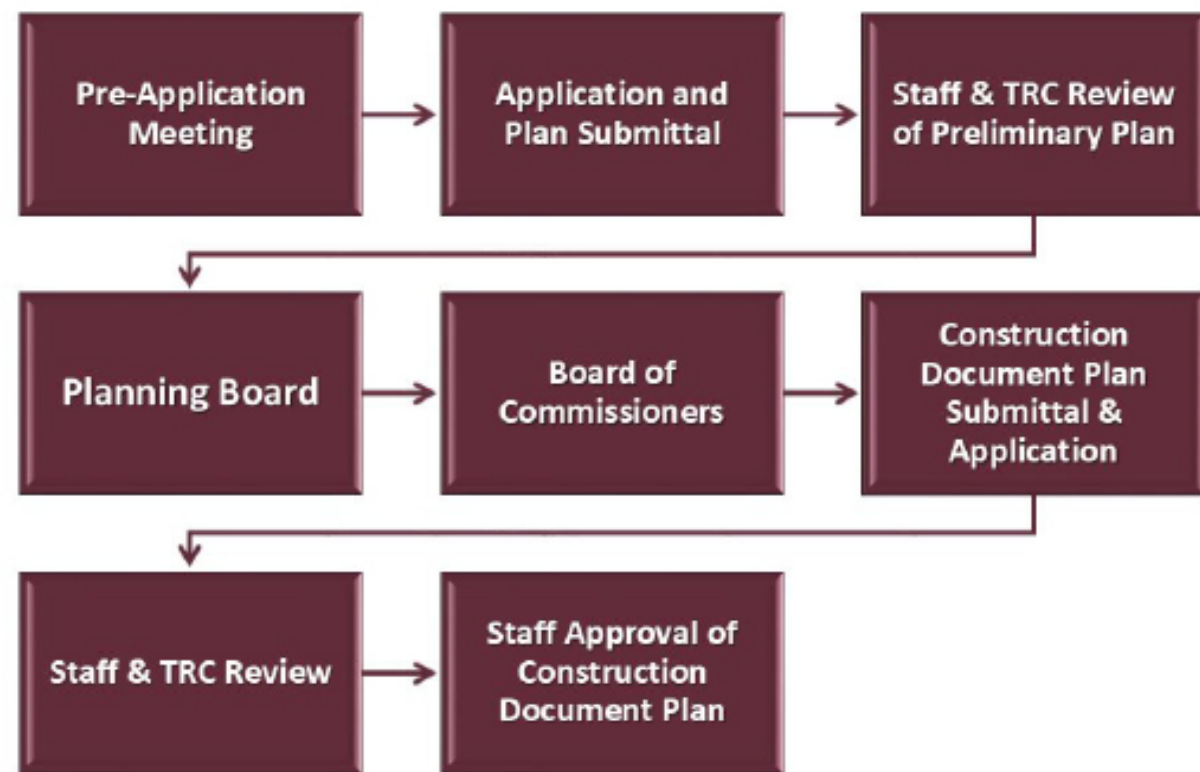 Pre-Application
Meeting
Application and
Plan Submittal
Staff & TRC Review
of Preliminary Plan
Planning Board
Board of
Commissioners
Construction
Document Plan
Submittal &
Application
Staff & TRC Review
Staff Approval of
Construction
Document Plan